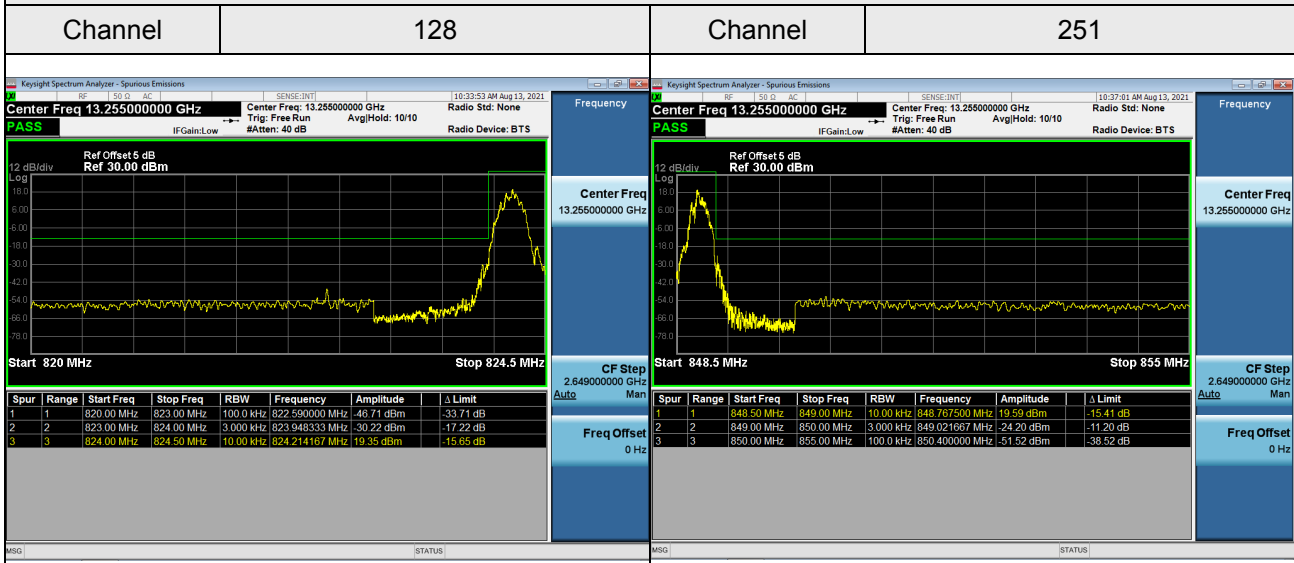 Channel 128 Channel 251
Keysight Spectrum Analyzer - Spurious Emissions
RF 50 Ω AC SENSE:INT 10:33:53 AM Aug 13, 2021
Center Freq 13.255000000 GHz
Center Freq: 13.255000000 GHz Radio Std: None
Trig: Free Run Avg|Hold: 10/10
PASS
IFGain:Low #Atten: 40 dB Radio Device: BTS
Frequency
Ref Offset 5 dB
12 dB/div Ref 30.00 dBm
Log
18.0
6.00
-6.00
-18.0
-30.0
-42.0
-54.0
-66.0
-78.0
Start 820 MHz Stop 824.5 MHz
Center Freq
13.255000000 GHz
CF Step
2.649000000 GHz
Auto Man
Freq Offset
0 Hz
Spur Range Start Freq Stop Freq RBW Frequency Amplitude Δ Limit
1 1 820.00 MHz 823.00 MHz 100.0 kHz 822.590000 MHz -46.71 dBm -33.71 dB
2 2 823.00 MHz 824.00 MHz 3.000 kHz 823.948333 MHz -30.22 dBm -17.22 dB
3 3 824.00 MHz 824.50 MHz 10.00 kHz 824.214167 MHz 19.35 dBm -15.65 dB
MSG STATUS
Keysight Spectrum Analyzer - Spurious Emissions
RF 50 Ω AC SENSE:INT 10:37:01 AM Aug 13, 2021
Center Freq 13.255000000 GHz
Center Freq: 13.255000000 GHz Radio Std: None
Trig: Free Run Avg|Hold: 10/10
PASS
IFGain:Low #Atten: 40 dB Radio Device: BTS
Frequency
Ref Offset 5 dB
12 dB/div Ref 30.00 dBm
Log
18.0
6.00
-6.00
-18.0
-30.0
-42.0
-54.0
-66.0
-78.0
Start 848.5 MHz Stop 855 MHz
Center Freq
13.255000000 GHz
CF Step
2.649000000 GHz
Auto Man
Freq Offset
0 Hz
Spur Range Start Freq Stop Freq RBW Frequency Amplitude Δ Limit
1 1 848.50 MHz 849.00 MHz 10.00 kHz 848.767500 MHz 19.59 dBm -15.41 dB
2 2 849.00 MHz 850.00 MHz 3.000 kHz 849.021667 MHz -24.20 dBm -11.20 dB
3 3 850.00 MHz 855.00 MHz 100.0 kHz 850.400000 MHz -51.52 dBm -38.52 dB
MSG STATUS